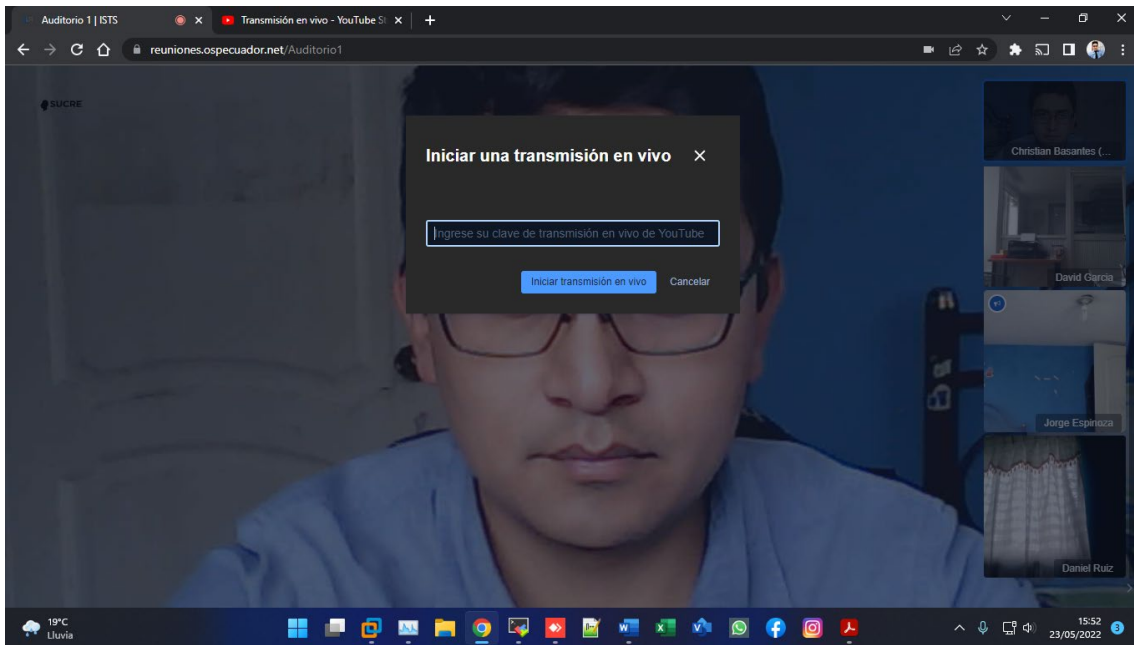 Auditorio 1 | ISTS
Transmisión en vivo - YouTube St
reuniones.ospecuador.net/Auditorio1
SUCRE
Iniciar una transmisión en vivo
Ingrese su clave de transmisión en vivo de YouTube
Iniciar transmisión en vivo
Cancelar
Christian Basantes (...
David Garcia
Jorge Espinoza
Daniel Ruiz
19°C
Lluvia
15:52
23/05/2022
3